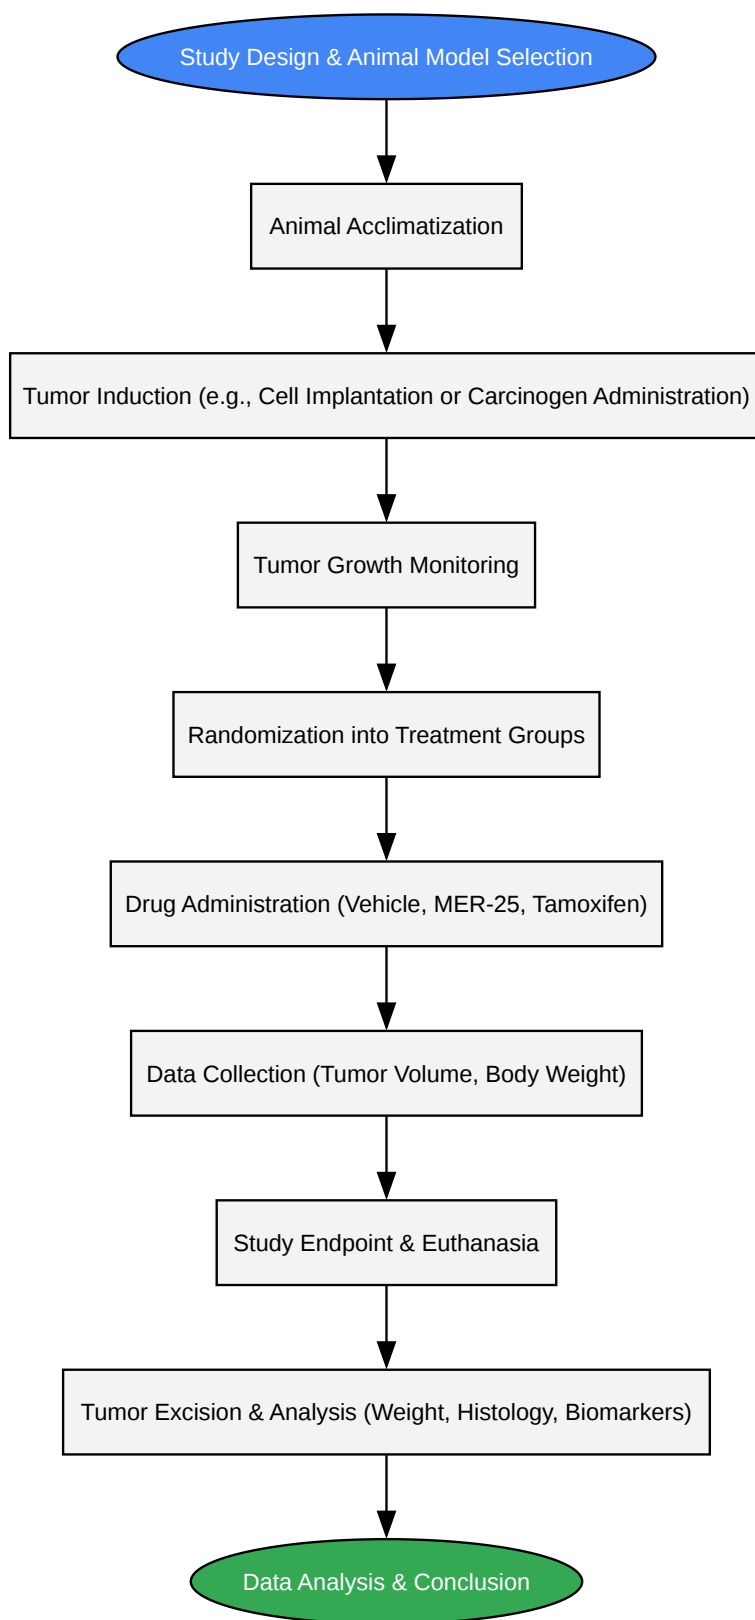 Study Design & Animal Model Selection
Animal Acclimatization
Tumor Induction (e.g., Cell Implantation or Carcinogen Administration)
Tumor Growth Monitoring
Randomization into Treatment Groups
Drug Administration (Vehicle, MER-25, Tamoxifen)
Data Collection (Tumor Volume, Body Weight)
Study Endpoint & Euthanasia
Tumor Excision & Analysis (Weight, Histology, Biomarkers)
Data Analysis & Conclusion